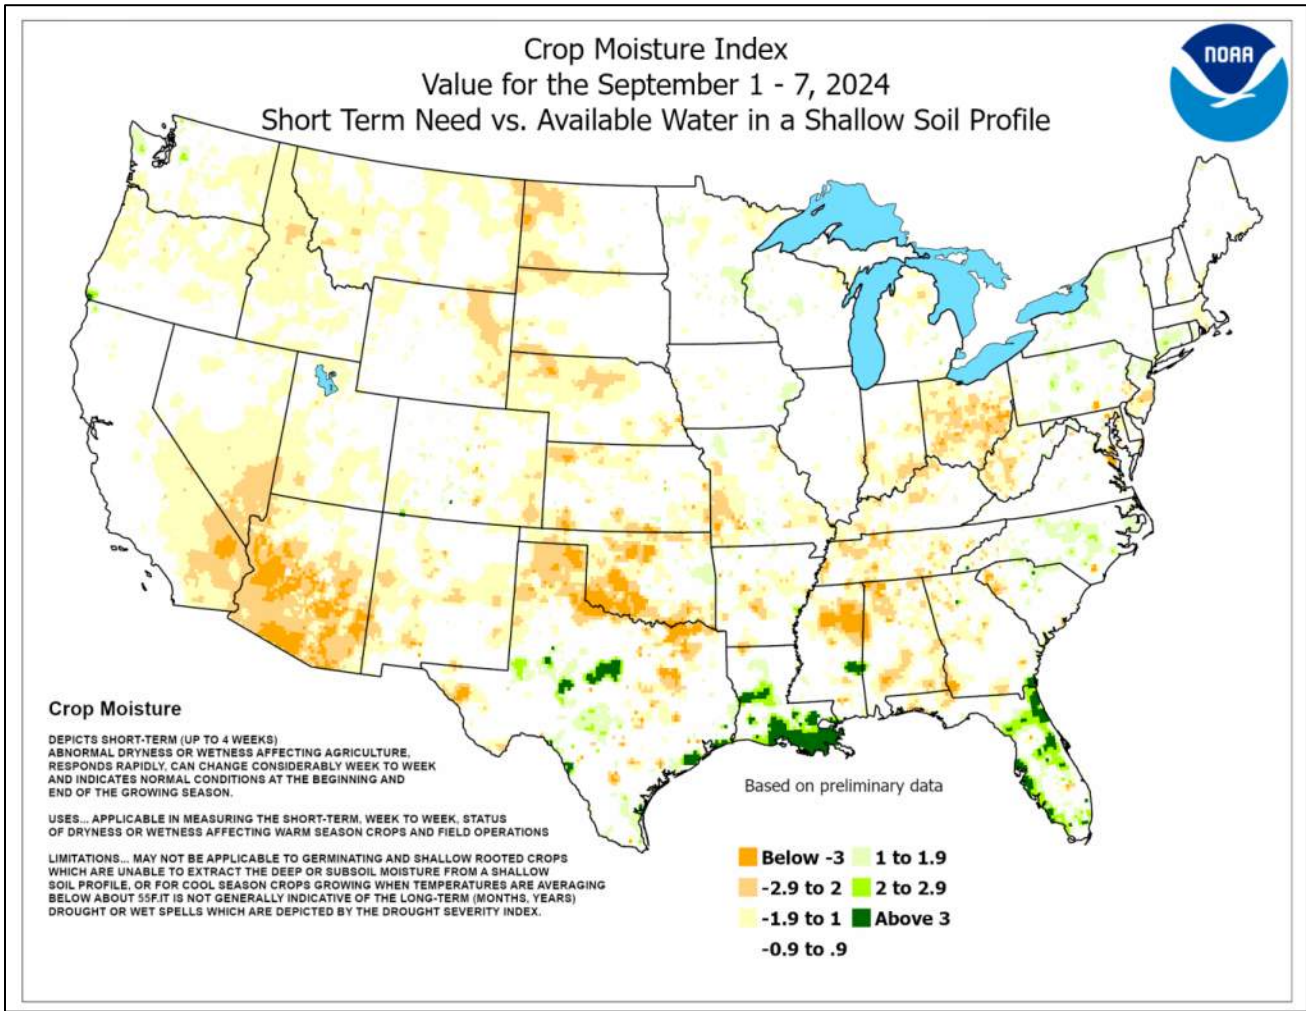 Crop Moisture Index
Value for the September 1 - 7, 2024
Short Term Need vs. Available Water in a Shallow Soil Profile
NOAA
Crop Moisture
DEPICTS SHORT-TERM (UP TO 4 WEEKS)
ABNORMAL DRYNESS OR WETNESS AFFECTING AGRICULTURE,
RESPONDS RAPIDLY, CAN CHANGE CONSIDERABLY WEEK TO WEEK
AND INDICATES NORMAL CONDITIONS AT THE BEGINNING AND
END OF THE GROWING SEASON.
USES... APPLICABLE IN MEASURING THE SHORT-TERM, WEEK TO WEEK, STATUS
OF DRYNESS OR WETNESS AFFECTING WARM SEASON CROPS AND FIELD OPERATIONS
LIMITATIONS... MAY NOT BE APPLICABLE TO GERMINATING AND SHALLOW ROOTED CROPS
WHICH ARE UNABLE TO EXTRACT THE DEEP OR SUBSOIL MOISTURE FROM A SHALLOW
SOIL PROFILE, OR FOR COOL SEASON CROPS GROWING WHEN TEMPERATURES ARE AVERAGING
BELOW ABOUT 55F.IT IS NOT GENERALLY INDICATIVE OF THE LONG-TERM (MONTHS, YEARS)
DROUGHT OR WET SPELLS WHICH ARE DEPICTED BY THE DROUGHT SEVERITY INDEX.
Based on preliminary data
Below -3
-2.9 to 2
-1.9 to 1
-0.9 to .9
1 to 1.9
2 to 2.9
Above 3